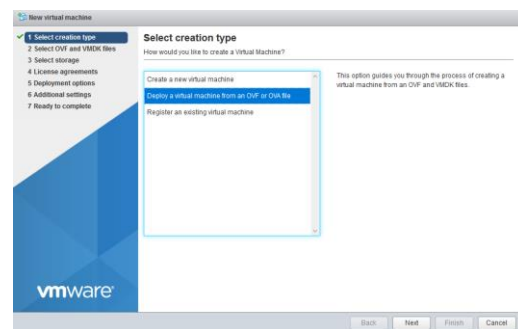 New virtual machine
1 Select creation type
2 Select OVF and VMDK files
3 Select storage
4 License agreements
5 Deployment options
6 Additional settings
7 Ready to complete
Select creation type
How would you like to create a Virtual Machine?
Create a new virtual machine
Deploy a virtual machine from an OVF or OVA file
Register an existing virtual machine
This option guides you through the process of creating a
virtual machine from an OVF and VMDK files.
vmware
Back Next Finish Cancel